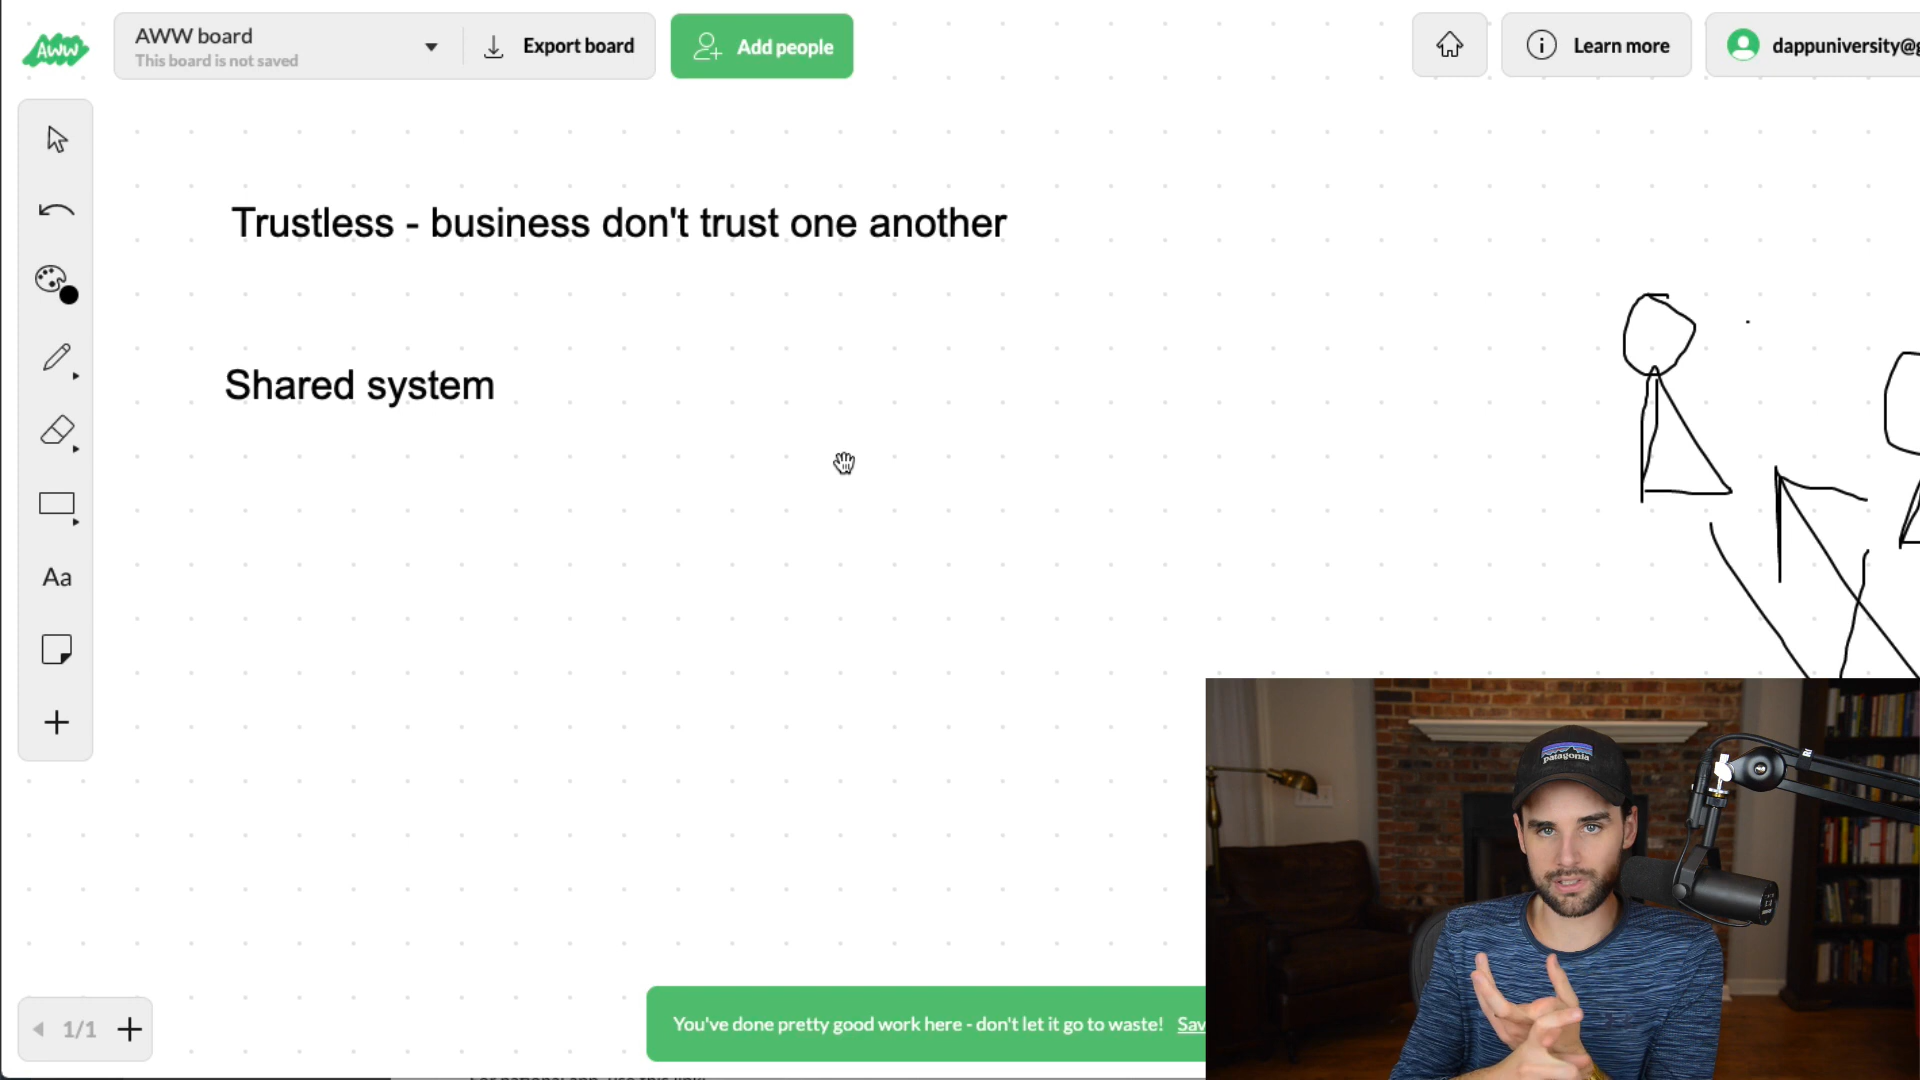 AWW
AWW board
This board is not saved
Export board
Add people
Learn more
dappuniversity@g
Trustless - business don't trust one another
Shared system
Aa
1/1
You've done pretty good work here - don't let it go to waste! Sav
patagonia